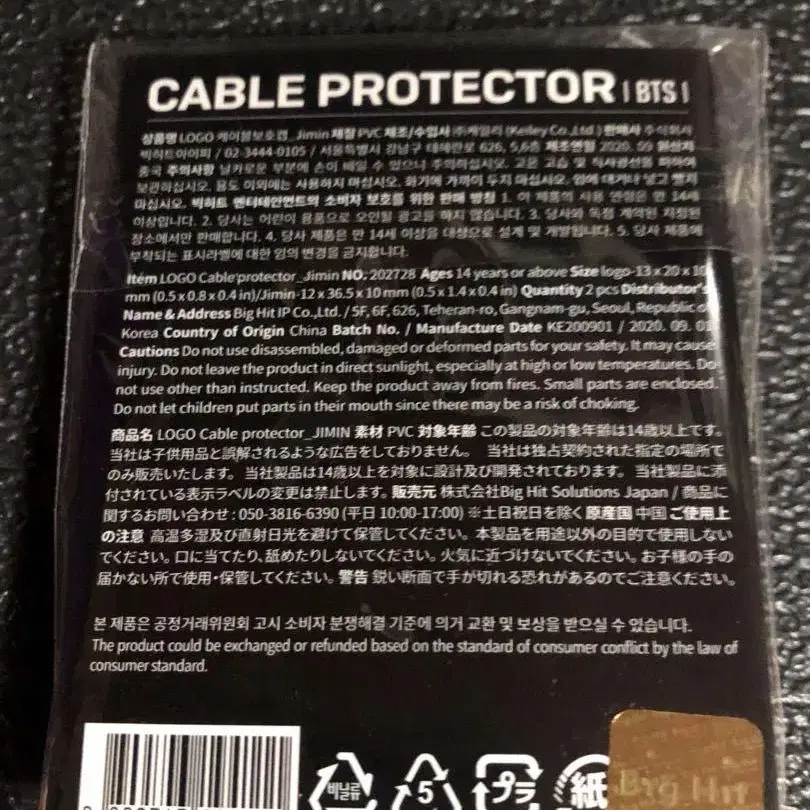 CABLE PROTECTOR | BTS |
상품명 LOGO 케이블보호캡_Jimin 재질 PVC 제조/수입사 ㈜케일리 (Keiley Co.,Ltd.) 판매사 주식회사
빅히트아이피 / 02-3444-0105 / 서울특별시 강남구 테헤란로 626, 5,6층 제조연월 2020. 09 원산지
중국 주의사항 날카로운 부분에 손이 베일 수 있으니 주의하십시오. 고온 고습 및 직사광선을 피하여
보관하십시오. 용도 이외에는 사용하지 마십시오. 화기에 가까이 두지 마십시오. 입에 대거나 넣고 빨지
마십시오. 빅히트 엔터테인먼트의 소비자 보호를 위한 판매 방침 1. 이 제품의 사용 연령은 만 14세
이상입니다. 2. 당사는 어린이 용품으로 오인될 광고를 하지 않습니다. 3. 당사와 독점 계약된 지정된
장소에서만 판매합니다. 4. 당사 제품은 만 14세 이상을 대상으로 설계 및 개발되었습니다. 5. 당사 제품에
부착되는 표시라벨에 대한 임의 변경을 금지합니다.
Item LOGO Cable protector_Jimin NO. 202728 Ages 14 years or above Size logo-13 x 20 x 10
mm (0.5 x 0.8 x 0.4 in)/Jimin-12 x 36.5 x 10 mm (0.5 x 1.4 x 0.4 in) Quantity 2 pcs Distributor's
Name & Address Big Hit IP Co.,Ltd. / 5F, 6F, 626, Teheran-ro, Gangnam-gu, Seoul, Republic of
Korea Country of Origin China Batch No. / Manufacture Date KE200901 / 2020. 09. 01
Cautions Do not use disassembled, damaged or deformed parts for your safety. It may cause
injury. Do not leave the product in direct sunlight, especially at high or low temperatures. Do
not use other than instructed. Keep the product away from fires. Small parts are enclosed.
Do not let children put parts in their mouth since there may be a risk of choking.
商品名 LOGO Cable protector_JIMIN 素材 PVC 対象年齢 この製品の対象年齢は14歳以上です。
当社は子供用品と誤解されるような広告をしておりません。 当社は独占契約された指定の場所で
のみ販売いたします。 当社製品は14歳以上を対象に設計及び開発されております。 当社製品に添
付されている表示ラベルの変更は禁止します。 販売元 株式会社Big Hit Solutions Japan / 商品に
関するお問い合わせ : 050-3816-6390 (平日 10:00-17:00) ※土日祝日を除く 原産国 中国 ご使用上
の注意 高温多湿及び直射日光を避けて保管してください。 本製品を用途以外の目的で使用しない
でください。 口に当てたり、舐めたりしないでください。 火気に近づけないでください。 お子様の手の
届かない所で使用・保管してください。 警告 鋭い断面で手が切れる恐れがあるのでご注意ください。
본 제품은 공정거래위원회 고시 소비자 분쟁해결 기준에 의거 교환 및 보상을 받으실 수 있습니다.
The product could be exchanged or refunded based on the standard of consumer conflict by the law of
consumer standard.
비닐류 5 プラ 紙 Big Hit